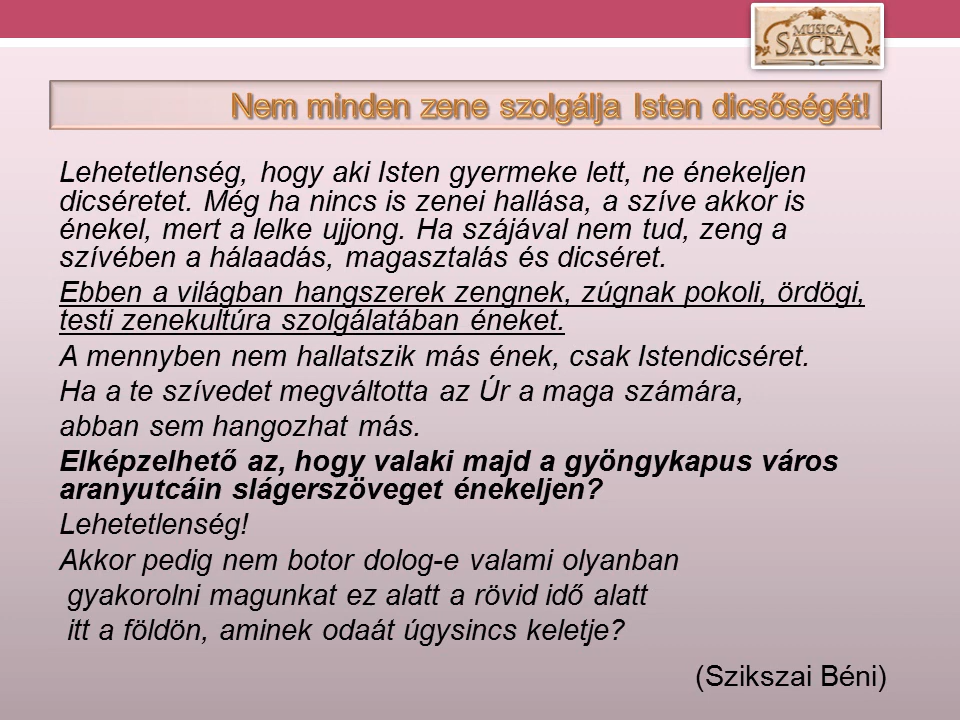 MUSICA
SACRA
Nem minden zene szolgálja Isten dicsőségét!
Lehetetlenség, hogy aki Isten gyermeke lett, ne énekeljen
dicséretet. Még ha nincs is zenei hallása, a szíve akkor is
énekel, mert a lelke ujjong. Ha szájával nem tud, zeng a
szívében a hálaadás, magasztalás és dicséret.
Ebben a világban hangszerek zengnek, zúgnak pokoli, ördögi,
testi zenekultúra szolgálatában éneket.
A mennyben nem hallatszik más ének, csak Istendicséret.
Ha a te szívedet megváltotta az Úr a maga számára,
abban sem hangozhat más.
Elképzelhető az, hogy valaki majd a gyöngykapus város
aranyutcáin slágerszöveget énekeljen?
Lehetetlenség!
Akkor pedig nem botor dolog-e valami olyanban
gyakorolni magunkat ez alatt a rövid idő alatt
itt a földön, aminek odaát úgysincs keletje?
(Szikszai Béni)